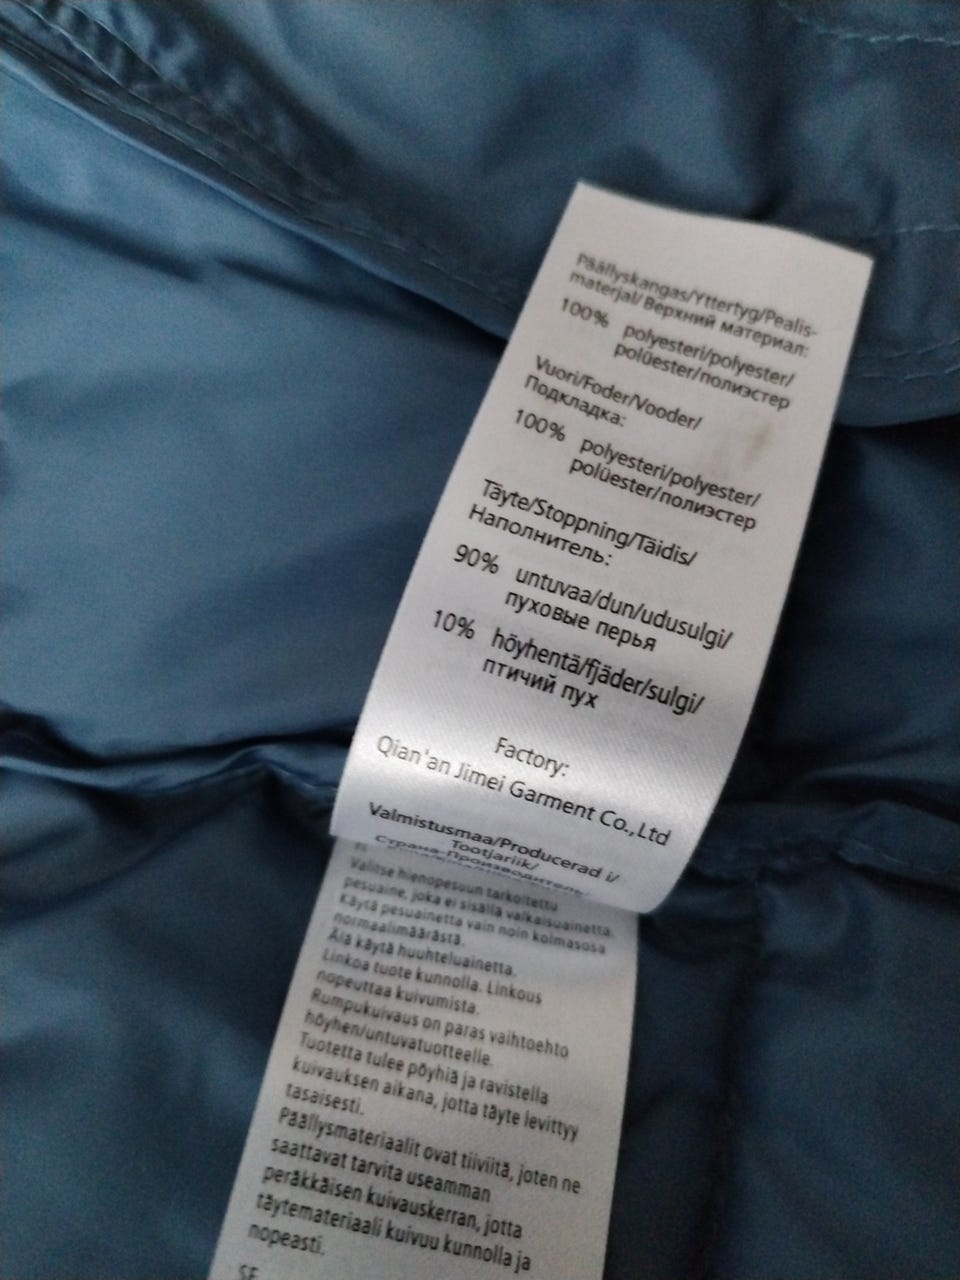 Päällyskangas/Yttertyg/Pealis-
materjal/Верхний материал:
100% polyesteri/polyester/
polüester/полиэстер
Vuori/Foder/Vooder/
Подкладка:
100% polyesteri/polyester/
polüester/полиэстер
Täyte/Stoppning/Täidis/
Наполнитель:
90% untuvaa/dun/udusulgi/
пуховые перья
10% höyhentä/fjäder/sulgi/
птичий пух
Factory:
Qian'an Jimei Garment Co.,Ltd
Valmistusmaa/Producerad i/
Tootjariik/
Страна-Производитель
FI
Valitse hienopesuun tarkoitettu
pesuaine, joka ei sisällä valkaisuainetta.
Käytä pesuainetta vain noin kolmasosa
normaalimäärästä.
Älä käytä huuhteluainetta.
Linkoa tuote kunnolla. Linkous
nopeuttaa kuivumista.
Rumpukuivaus on paras vaihtoehto
höyhen/untuvatuotteelle.
Tuotetta tulee pöyhiä ja ravistella
kuivauksen aikana, jotta täyte levittyy
tasaisesti.
Päällysmateriaalit ovat tiiviitä, joten ne
saattavat tarvita useamman
peräkkäisen kuivauskerran, jotta
täytemateriaali kuivuu kunnolla ja
nopeasti.
SE